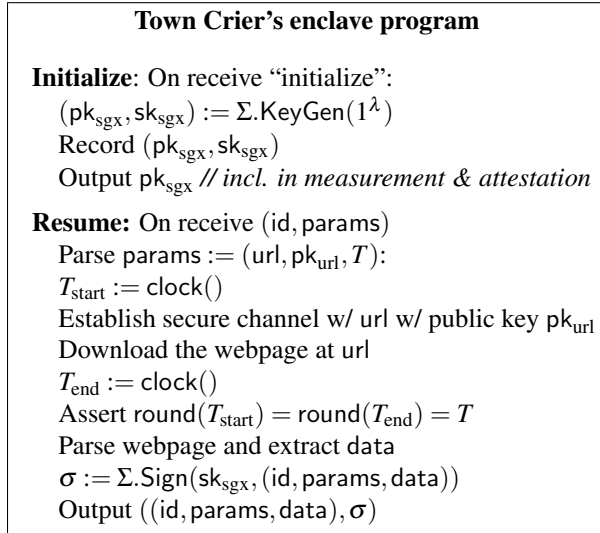 Town Crier's enclave program
Initialize: On receive “initialize”:
(pk_sgx, sk_sgx) := Σ.KeyGen(1^λ)
Record (pk_sgx, sk_sgx)
Output pk_sgx // incl. in measurement & attestation
Resume: On receive (id, params)
Parse params := (url, pk_url, T):
T_start := clock()
Establish secure channel w/ url w/ public key pk_url
Download the webpage at url
T_end := clock()
Assert round(T_start) = round(T_end) = T
Parse webpage and extract data
σ := Σ.Sign(sk_sgx, (id, params, data))
Output ((id, params, data), σ)